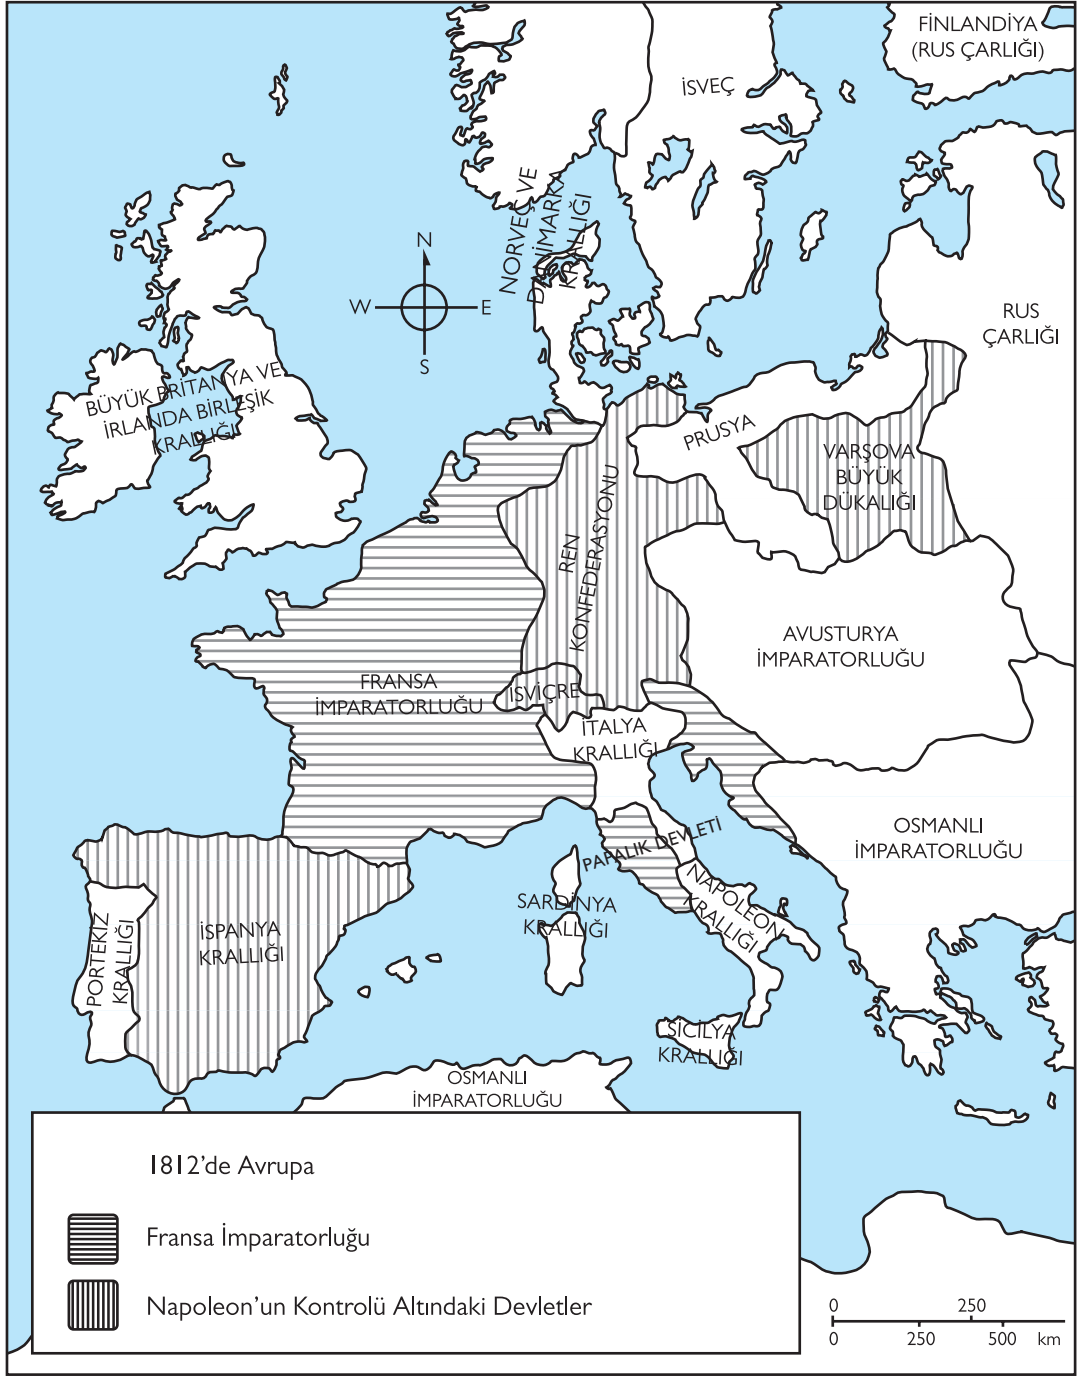 FİNLANDİYA
(RUS ÇARLIĞI)
İSVEÇ
NORVEÇ VE
DANİMARKA
KRALLIĞI
N
W
E
S
RUS
ÇARLIĞI
BÜYÜK BRİTANYA VE
İRLANDA BİRLEŞİK
KRALLIĞI
PRUSYA
VARŞOVA
BÜYÜK
DÜKALIĞI
REN
KONFEDERASYONU
AVUSTURYA
İMPARATORLUĞU
FRANSA
İMPARATORLUĞU
İSVİÇRE
İTALYA
KRALLIĞI
OSMANLI
İMPARATORLUĞU
PAPALIK DEVLETİ
NAPOLEON
KRALLIĞI
SARDİNYA
KRALLIĞI
İSPANYA
KRALLIĞI
PORTEKİZ
KRALLIĞI
SİCİLYA
KRALLIĞI
OSMANLI
İMPARATORLUĞU
1812’de Avrupa
Fransa İmparatorluğu
Napoleon’un Kontrolü Altındaki Devletler
0 250
0 250 500 km